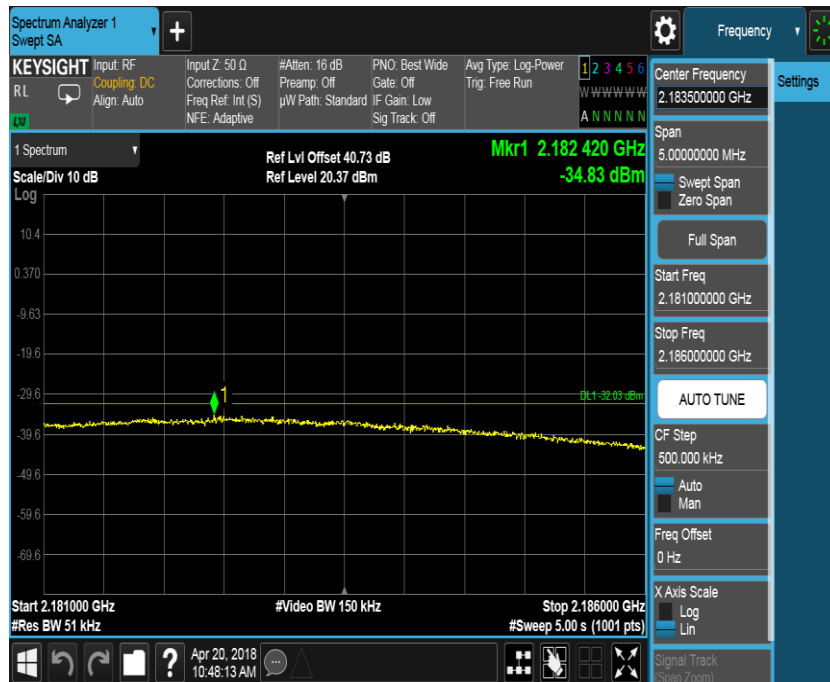 Spectrum Analyzer 1
Swept SA
+
Frequency
KEYSIGHT
RL
LXI
Input: RF
Coupling: DC
Align: Auto
Input Z: 50 Ω
Corrections: Off
Freq Ref: Int (S)
NFE: Adaptive
#Atten: 16 dB
Preamp: Off
µW Path: Standard
PNO: Best Wide
Gate: Off
IF Gain: Low
Sig Track: Off
Avg Type: Log-Power
Trig: Free Run
1 2 3 4 5 6
W W W W W W
A N N N N N
1 Spectrum
Scale/Div 10 dB
Ref Lvl Offset 40.73 dB
Ref Level 20.37 dBm
Mkr1 2.182 420 GHz
-34.83 dBm
Log
10.4
0.370
-9.63
-19.6
-29.6
-39.6
-49.6
-59.6
-69.6
1
DL1 -32.03 dBm
Start 2.181000 GHz
#Res BW 51 kHz
#Video BW 150 kHz
Stop 2.186000 GHz
#Sweep 5.00 s (1001 pts)
Apr 20, 2018
10:48:13 AM
?
Center Frequency
2.183500000 GHz
Settings
Span
5.00000000 MHz
Swept Span
Zero Span
Full Span
Start Freq
2.181000000 GHz
Stop Freq
2.186000000 GHz
AUTO TUNE
CF Step
500.000 kHz
Auto
Man
Freq Offset
0 Hz
X Axis Scale
Log
Lin
Signal Track
(Span Zoom)